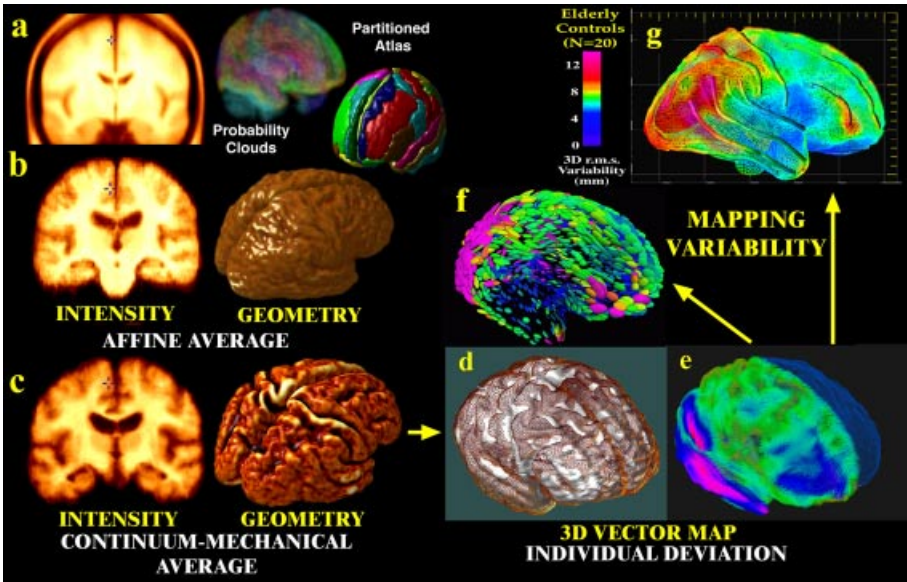 a
Partitioned
Atlas
Probability
Clouds
b
INTENSITY
GEOMETRY
AFFINE AVERAGE
c
INTENSITY
GEOMETRY
CONTINUUM-MECHANICAL
AVERAGE
Elderly
Controls
(N=20)
12
8
4
0
3D r.m.s.
Variability
(mm)
g
f
MAPPING
VARIABILITY
d
e
3D VECTOR MAP
INDIVIDUAL DEVIATION